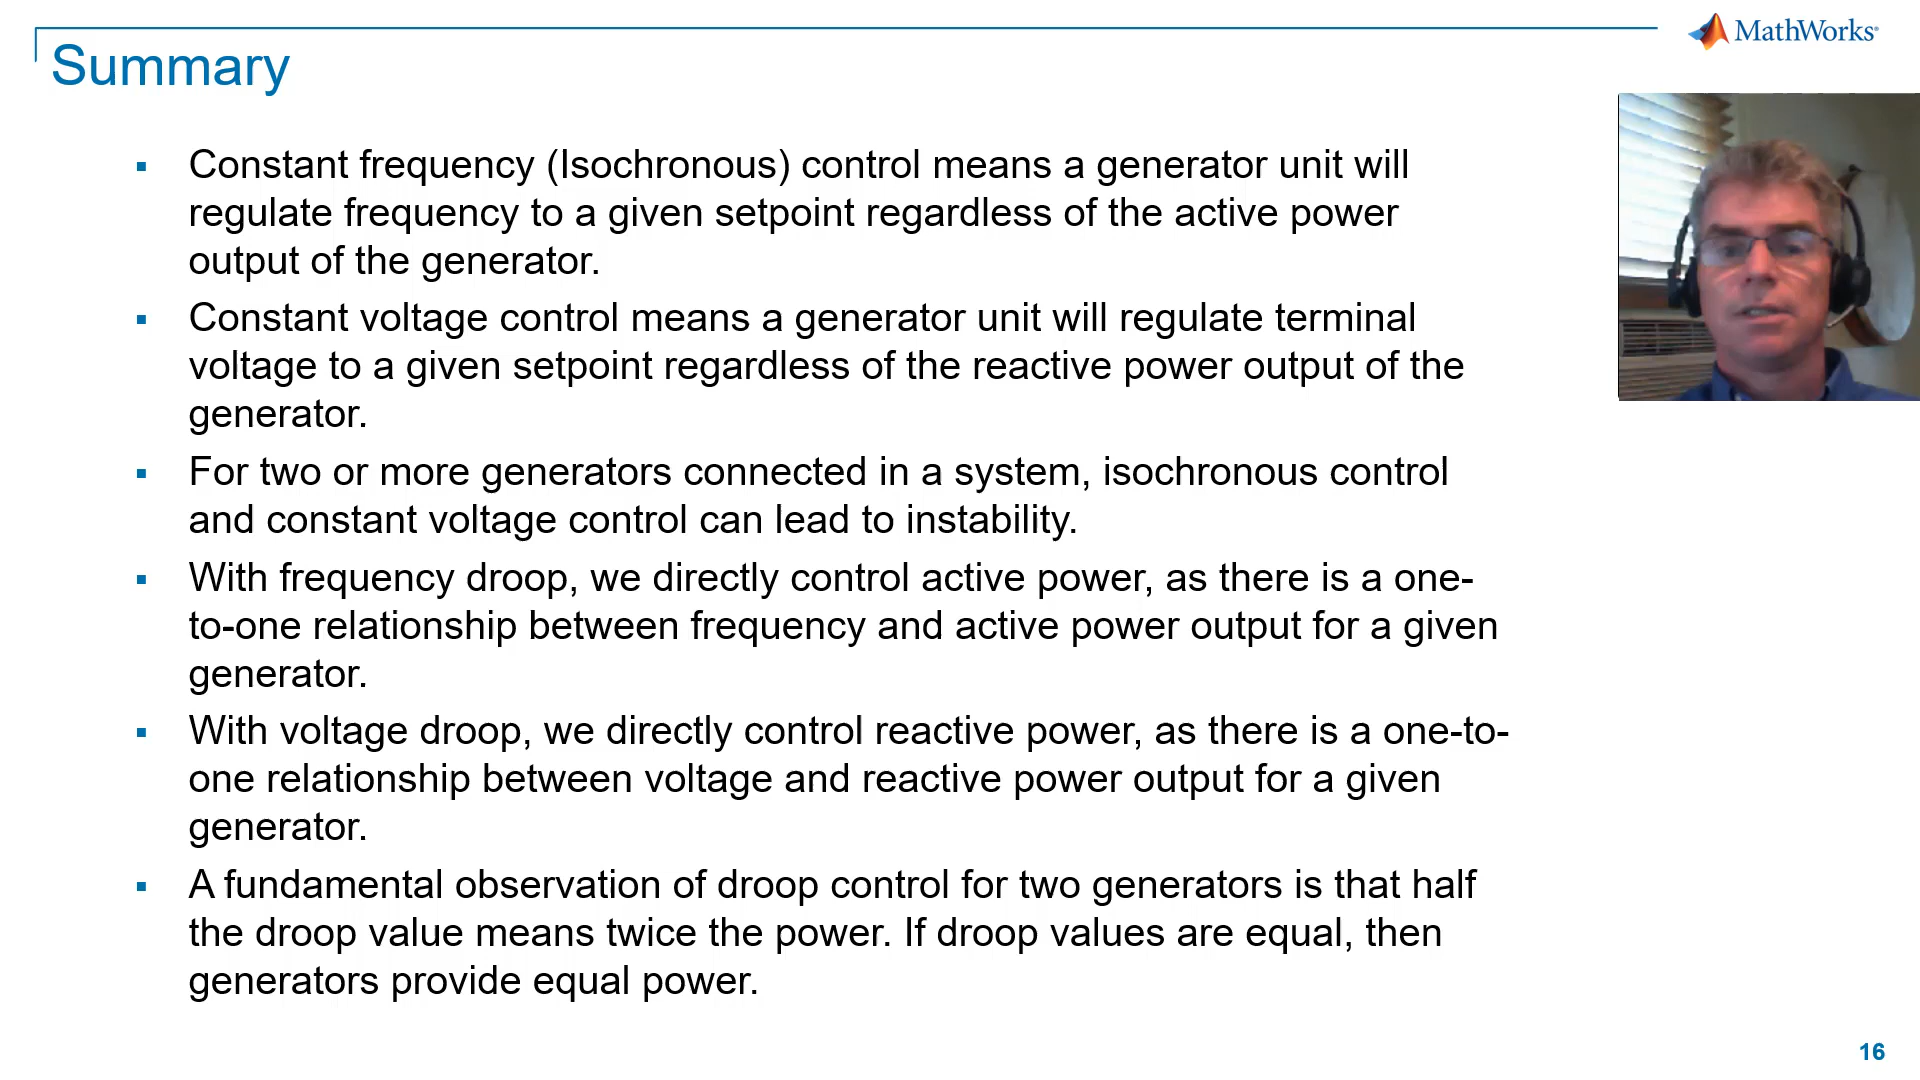 MathWorks
Summary
▪ Constant frequency (Isochronous) control means a generator unit will
regulate frequency to a given setpoint regardless of the active power
output of the generator.
▪ Constant voltage control means a generator unit will regulate terminal
voltage to a given setpoint regardless of the reactive power output of the
generator.
▪ For two or more generators connected in a system, isochronous control
and constant voltage control can lead to instability.
▪ With frequency droop, we directly control active power, as there is a one-
to-one relationship between frequency and active power output for a given
generator.
▪ With voltage droop, we directly control reactive power, as there is a one-to-
one relationship between voltage and reactive power output for a given
generator.
▪ A fundamental observation of droop control for two generators is that half
the droop value means twice the power. If droop values are equal, then
generators provide equal power.
16